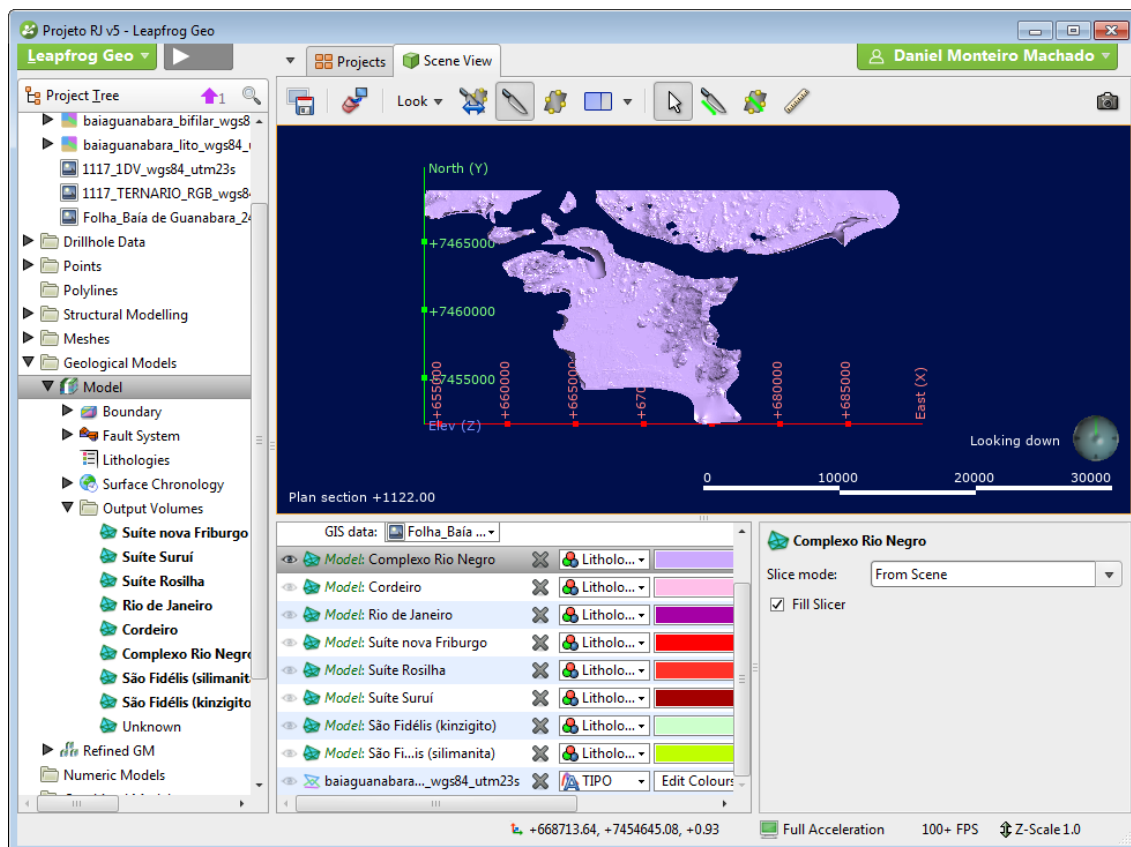 Projeto RJ v5 - Leapfrog Geo
Leapfrog Geo
Projects
Scene View
Daniel Monteiro Machado
Project Tree
1
Look
baiaguanabara_bifilar_wgs8
baiaguanabara_lito_wgs84_
1117_1DV_wgs84_utm23s
1117_TERNARIO_RGB_wgs84
Folha_Baía de Guanabara_24
Drillhole Data
Points
Polylines
Structural Modelling
Meshes
Geological Models
Model
Boundary
Fault System
Lithologies
Surface Chronology
Output Volumes
Suíte nova Friburgo
Suíte Suruí
Suíte Rosilha
Rio de Janeiro
Cordeiro
Complexo Rio Negro
São Fidélis (silimanit
São Fidélis (kinzigito
Unknown
Refined GM
Numeric Models
North (Y)
+7465000
+7460000
+7455000
Elev (Z)
+655000
+660000
+665000
+670
+680000
+685000
East (X)
Looking down
Plan section +1122.00
0 10000 20000 30000
GIS data: Folha_Baía ...
Model: Complexo Rio Negro Litholo...
Model: Cordeiro Litholo...
Model: Rio de Janeiro Litholo...
Model: Suíte nova Friburgo Litholo...
Model: Suíte Rosilha Litholo...
Model: Suíte Suruí Litholo...
Model: São Fidélis (kinzigito) Litholo...
Model: São Fi...is (silimanita) Litholo...
baiaguanabara..._wgs84_utm23s TIPO Edit Colours
Complexo Rio Negro
Slice mode: From Scene
Fill Slicer
+668713.64, +7454645.08, +0.93
Full Acceleration
100+ FPS
Z-Scale 1.0